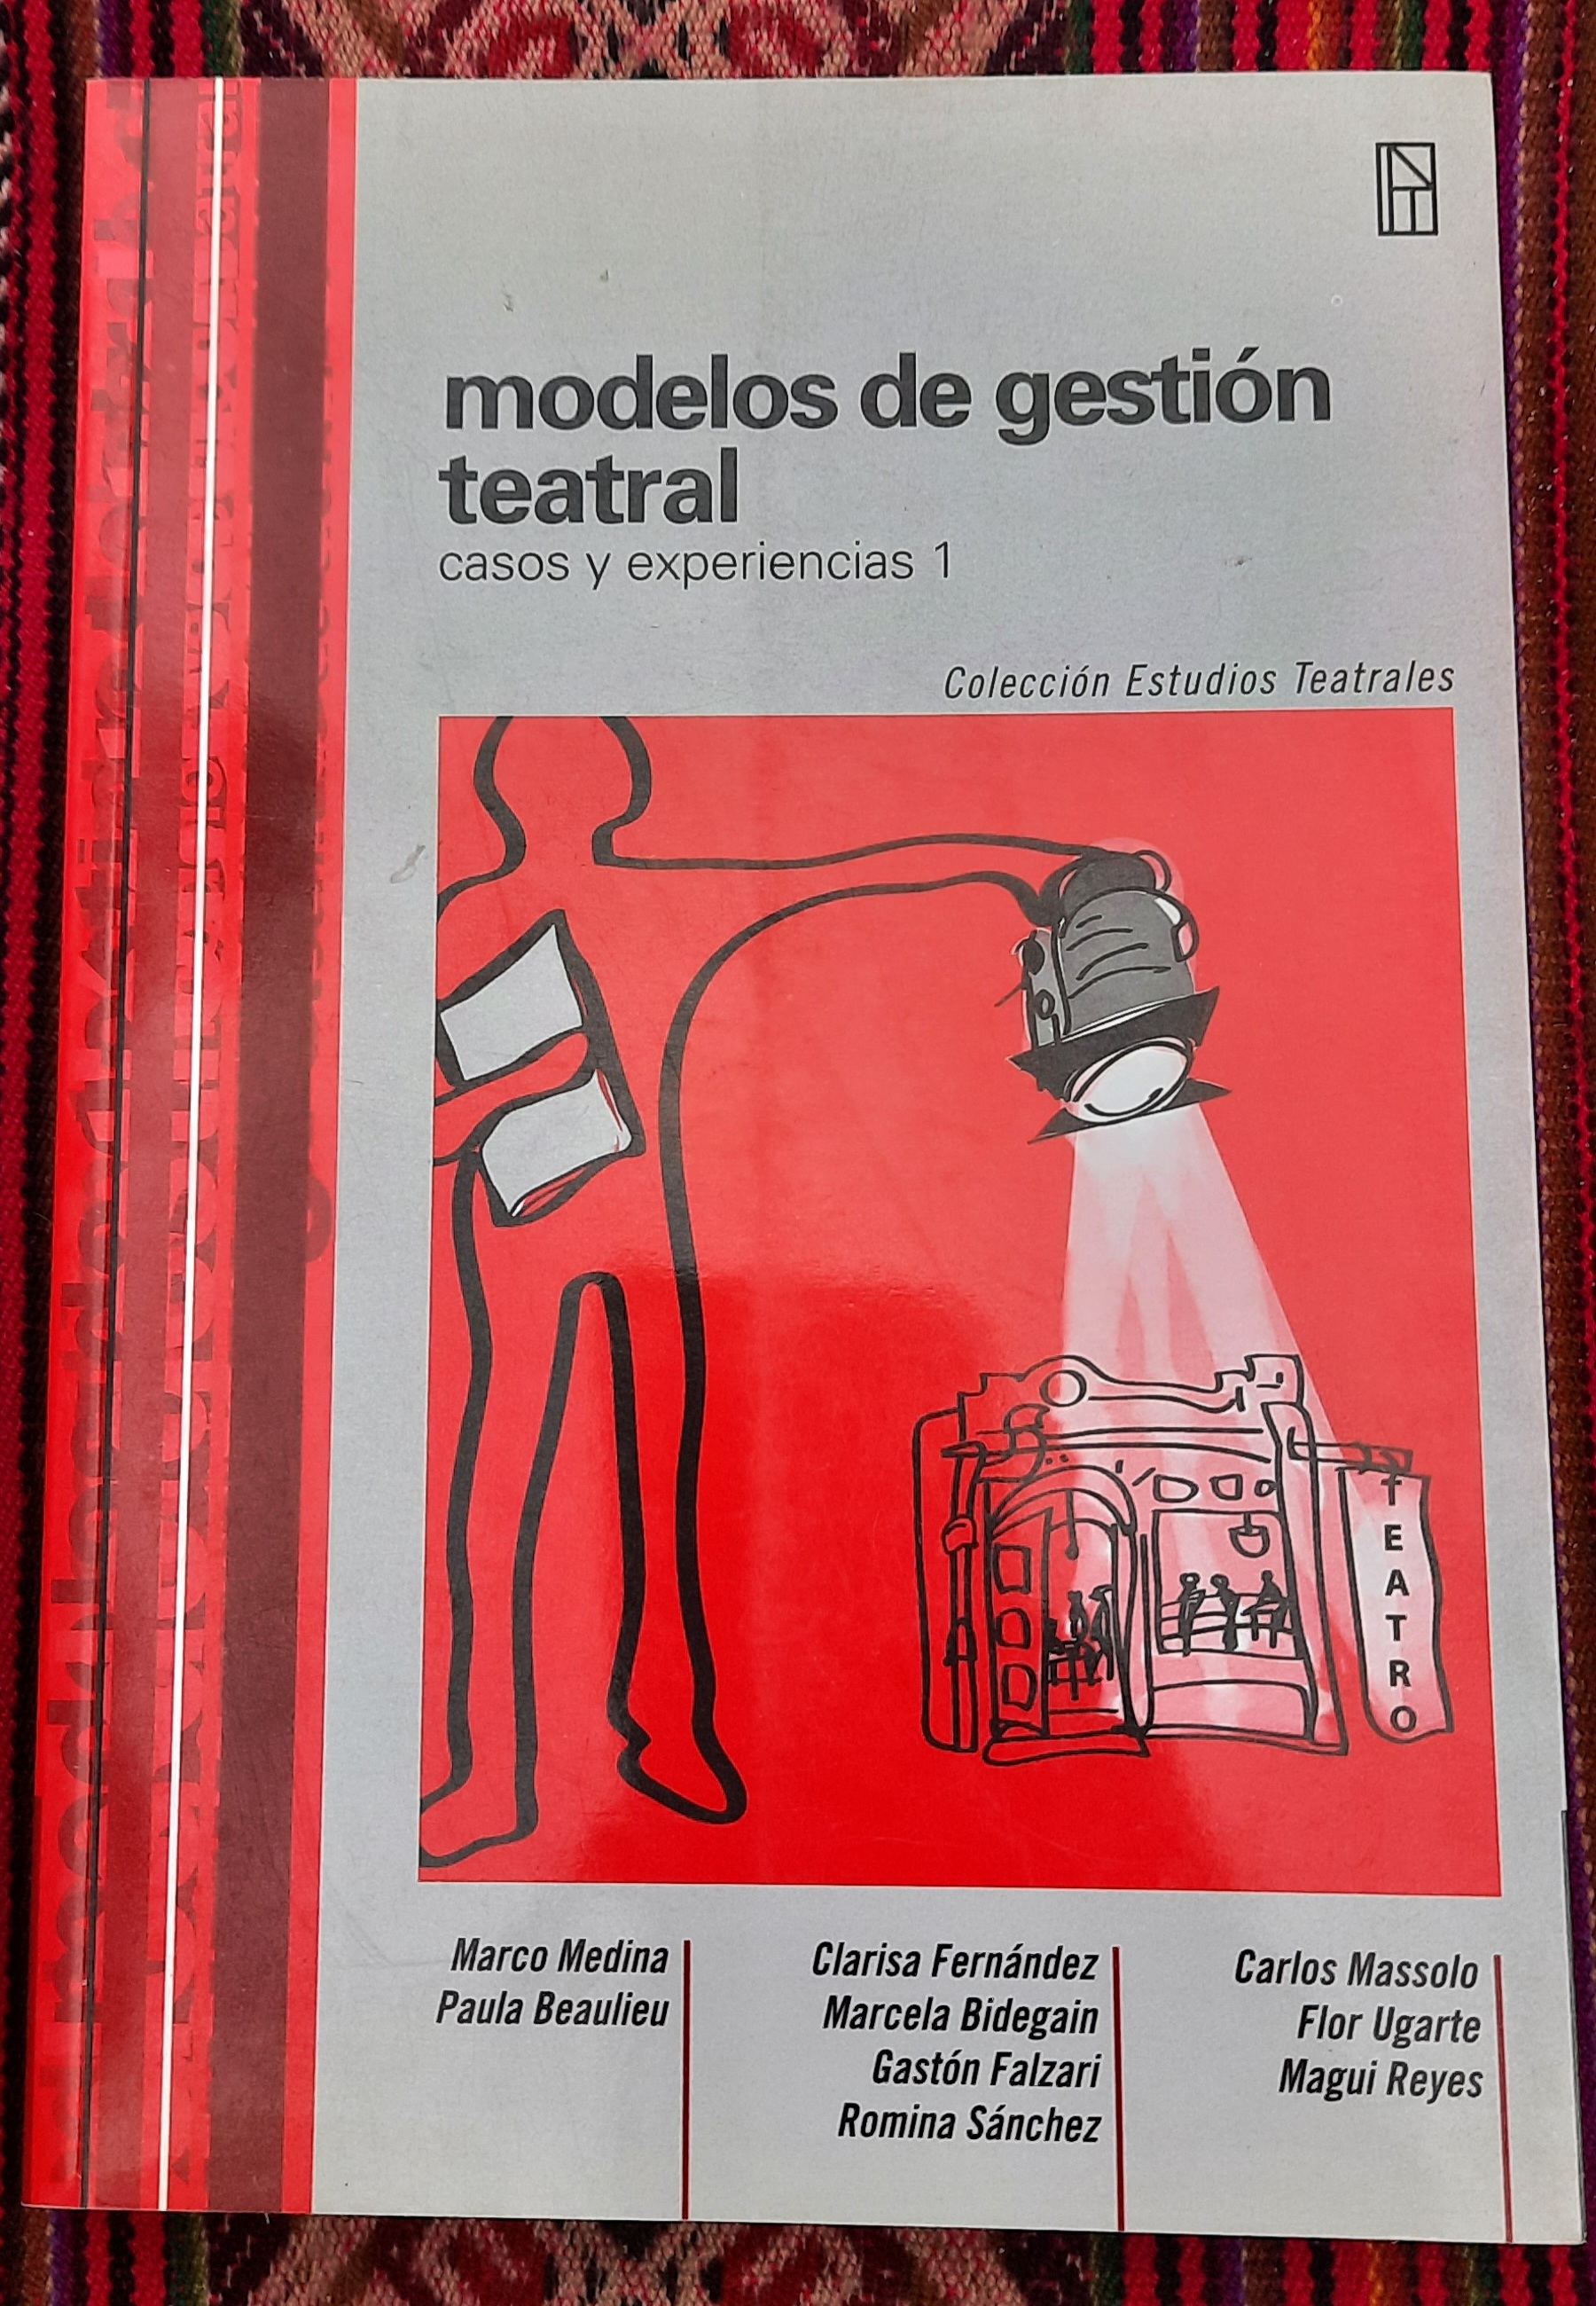 modelos de gestión
teatral
casos y experiencias 1
Colección Estudios Teatrales
TEATRO
Marco Medina
Paula Beaulieu
Clarisa Fernández
Marcela Bidegain
Gastón Falzari
Romina Sánchez
Carlos Massolo
Flor Ugarte
Magui Reyes